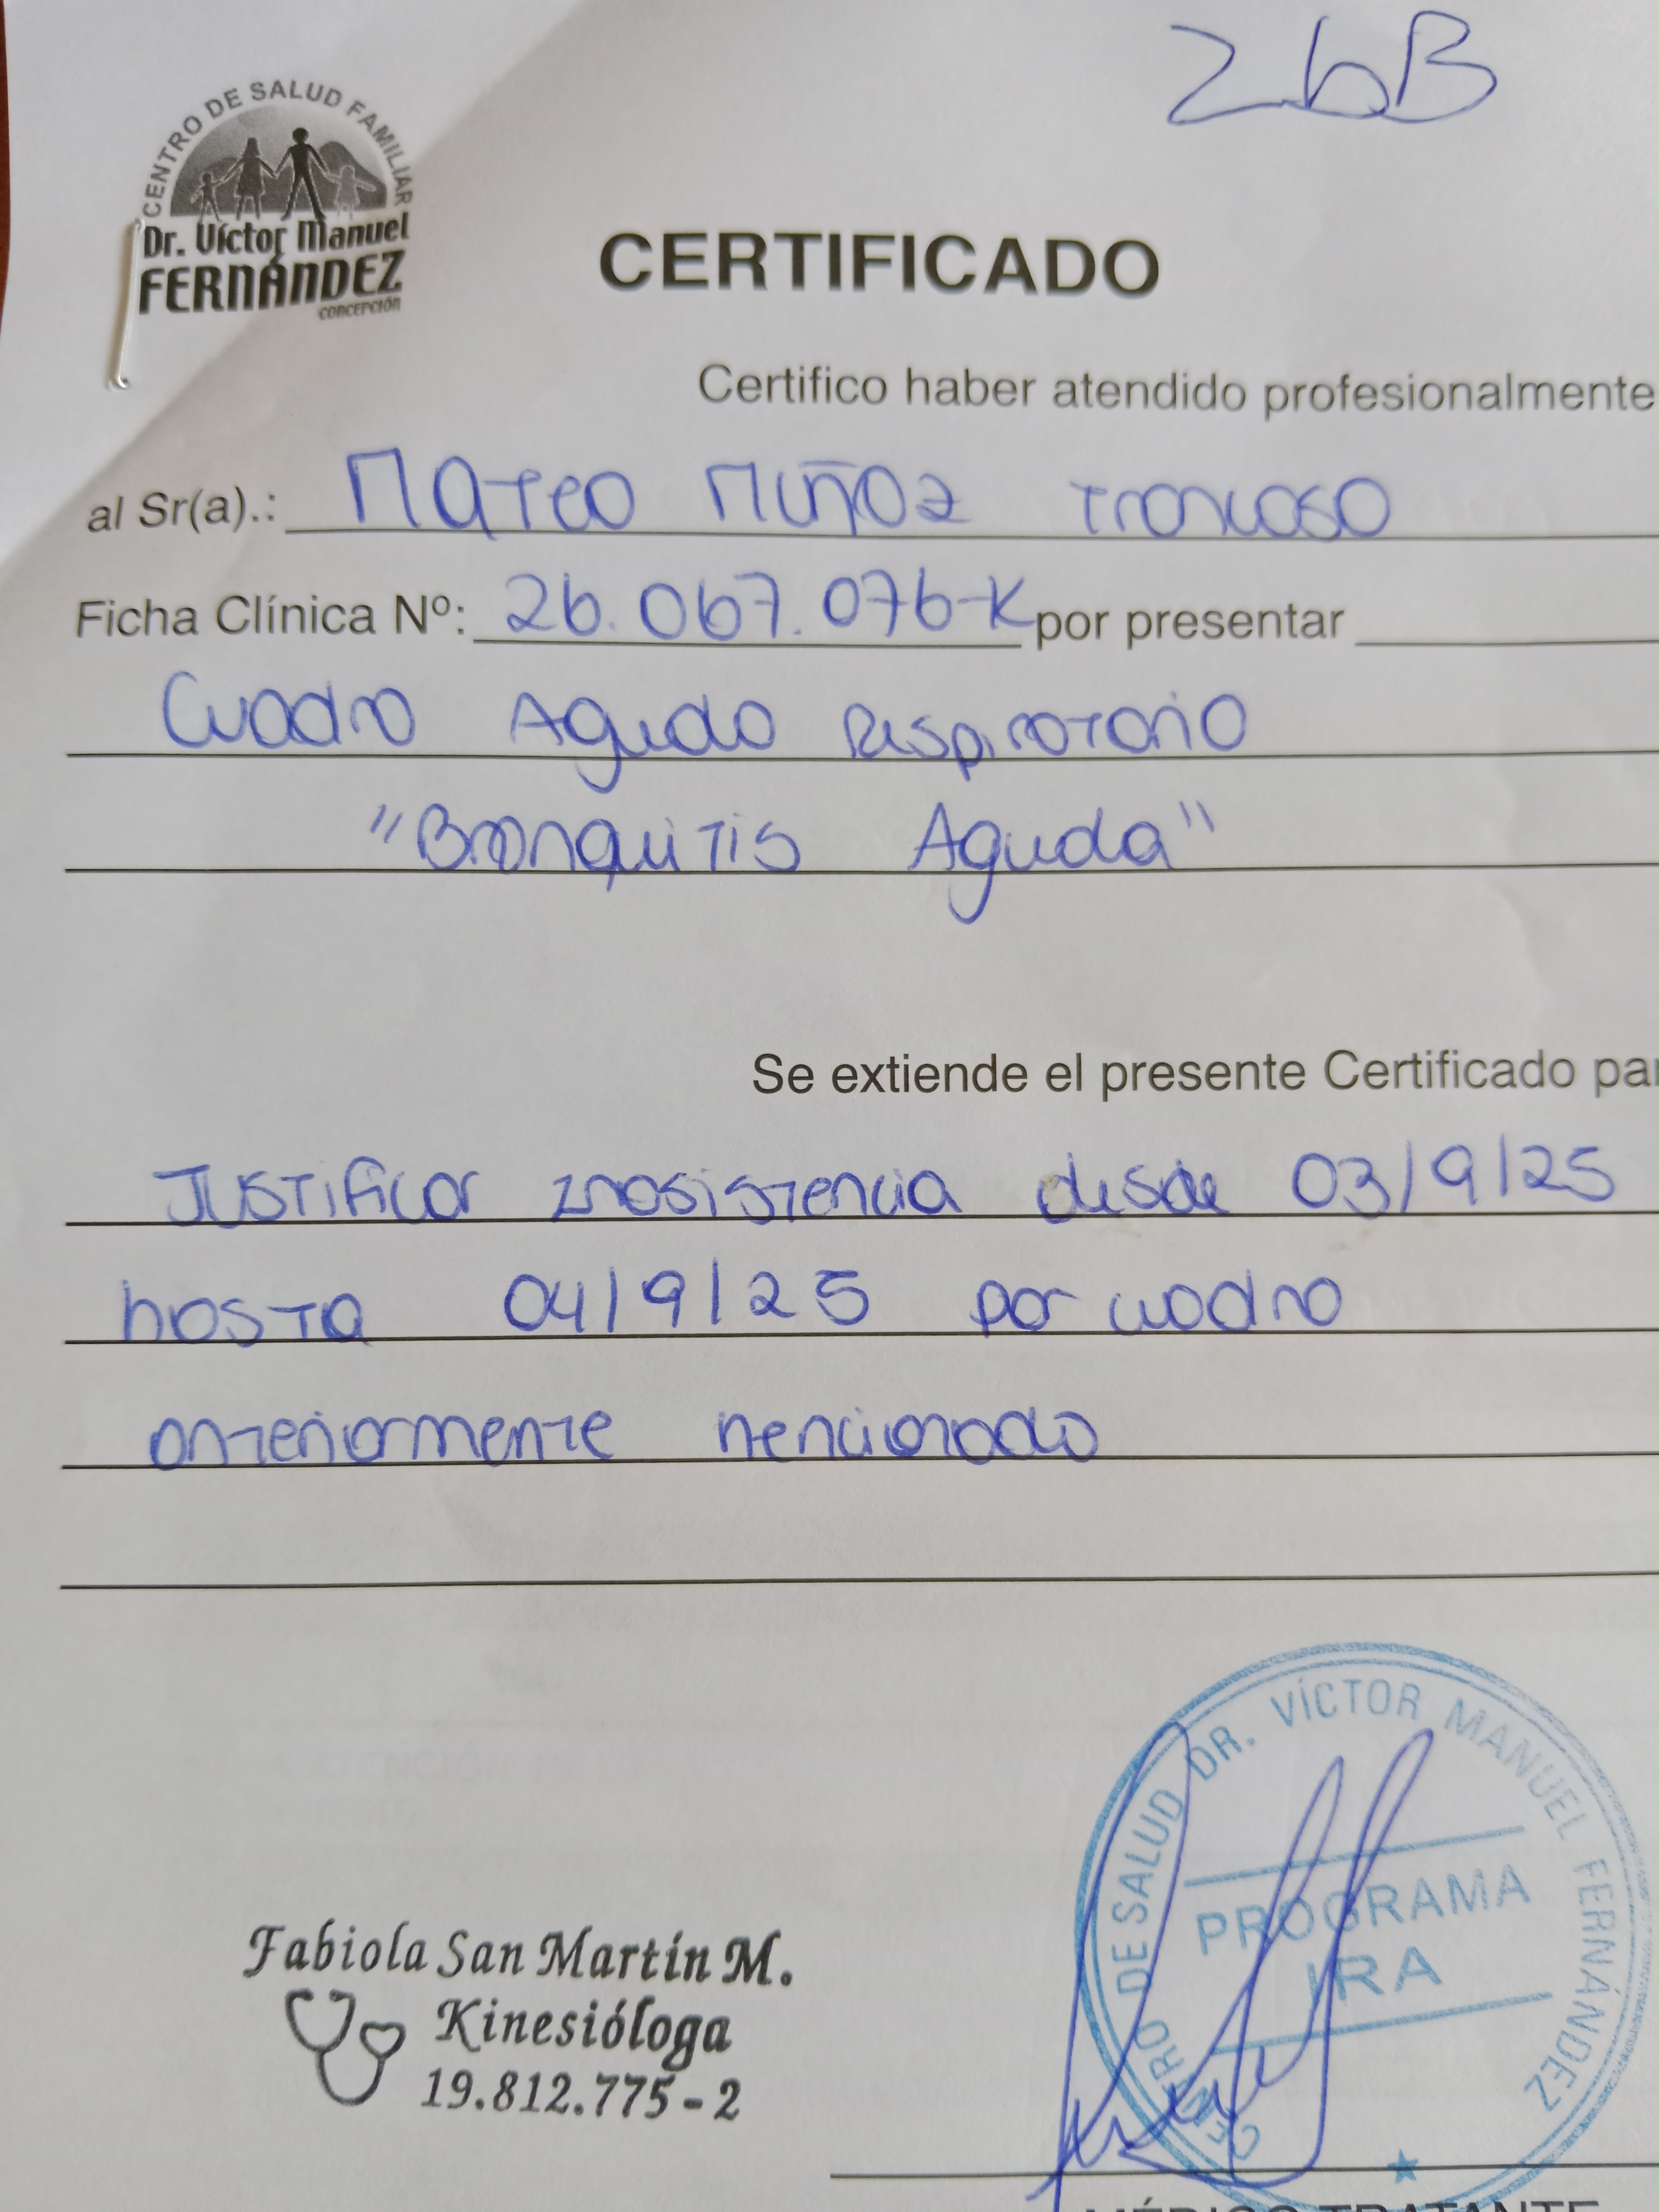 26B
CENTRO DE SALUD FAMILIAR
Dr. Víctor Manuel
FERNÁNDEZ
CONCEPCIÓN
CERTIFICADO
Certifico haber atendido profesionalmente
al Sr(a).: Mateo Muñoz Troncoso
Ficha Clínica Nº: 26.067.076-K por presentar
Cuadro Agudo Respiratorio
"Bronquitis Aguda"
Se extiende el presente Certificado par
Justificar Inasistencia desde 03/9/25
hasta 04/9/25 por cuadro
anteriormente mencionado
CENTRO DE SALUD DR. VÍCTOR MANUEL FERNÁNDEZ
PROGRAMA
IRA
Fabiola San Martín M.
Kinesióloga
19.812.775-2
MÉDICO TRATANTE